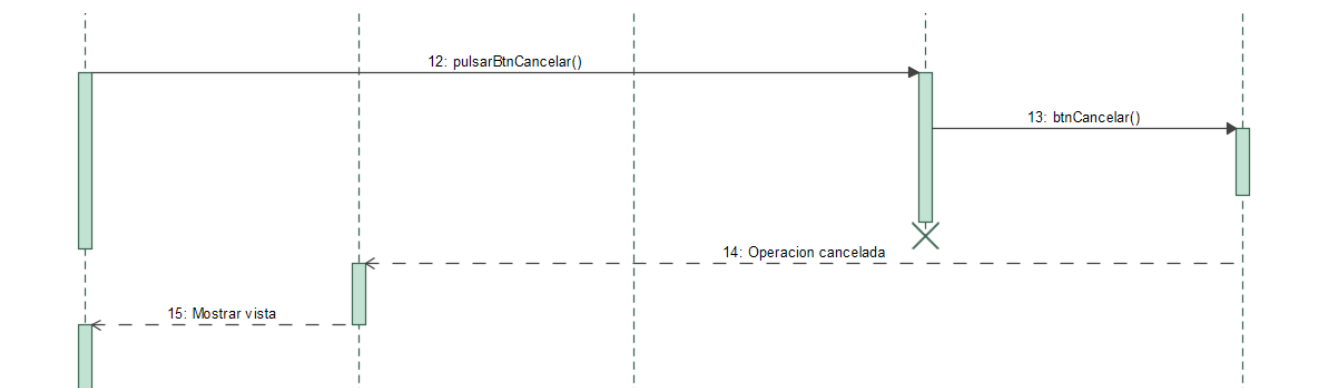 12: pulsarBtnCancelar()
13: btnCancelar()
14: Operacion cancelada
15: Mostrar vista